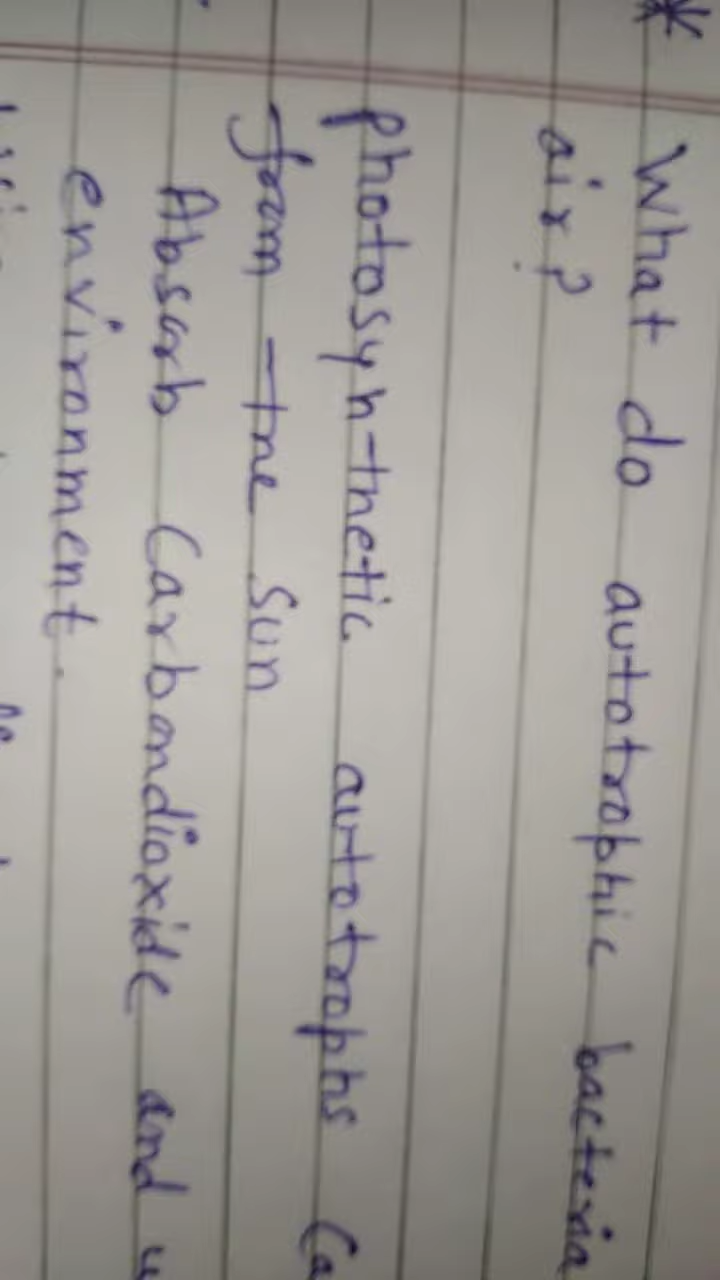 * What do autotrophic bacteria
air?
photosynthetic autotrophs
from the sun
Absorb Carbondioxide and
environment.